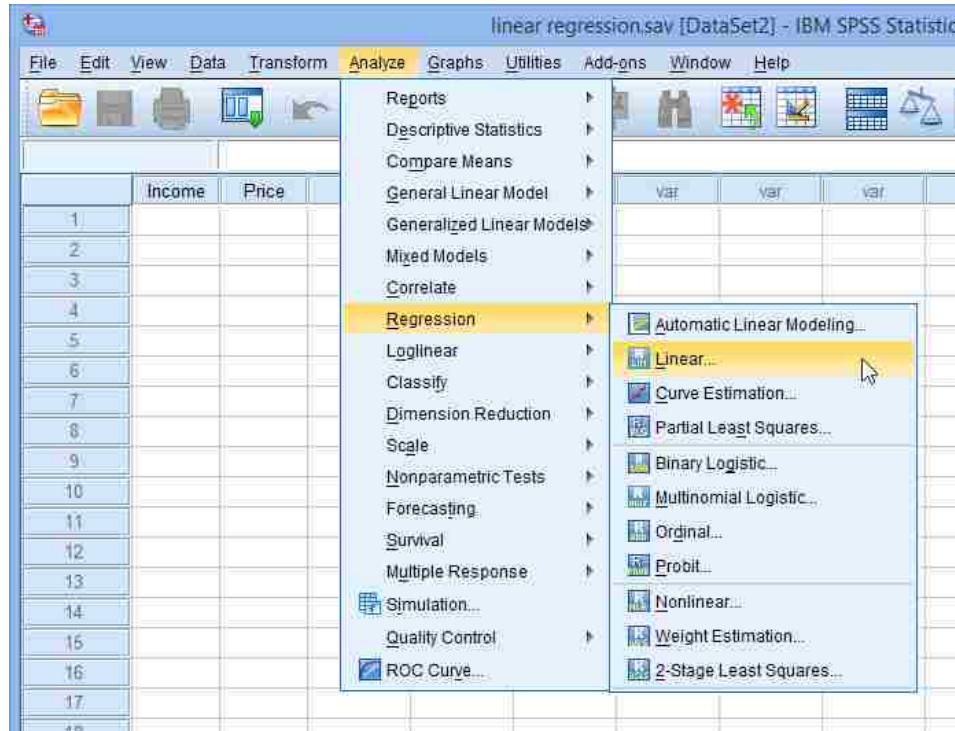 linear regression.sav [DataSet2] - IBM SPSS Statistic
File Edit View Data Transform Analyze Graphs Utilities Add-ons Window Help
Reports
Descriptive Statistics
Compare Means
General Linear Model
Generalized Linear Models
Mixed Models
Correlate
Regression
Loglinear
Classify
Dimension Reduction
Scale
Nonparametric Tests
Forecasting
Survival
Multiple Response
Simulation...
Quality Control
ROC Curve...
Automatic Linear Modeling...
Linear...
Curve Estimation...
Partial Least Squares...
Binary Logistic...
Multinomial Logistic...
Ordinal...
Probit...
Nonlinear...
Weight Estimation...
2-Stage Least Squares...
Income Price var var var
1
2
3
4
5
6
7
8
9
10
11
12
13
14
15
16
17
18